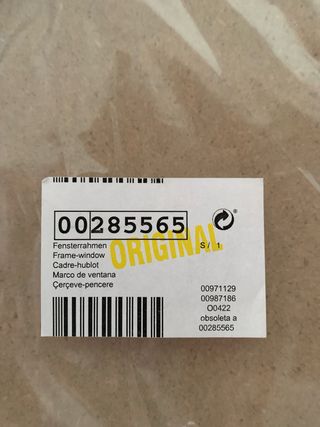 00285565
ORIGINAL
Fensterrahmen S / 1
Frame-window
Cadre-hublot
Marco de ventana
Çerçeve-pencere
00971129
00987186
O0422
obsoleta a
00285565